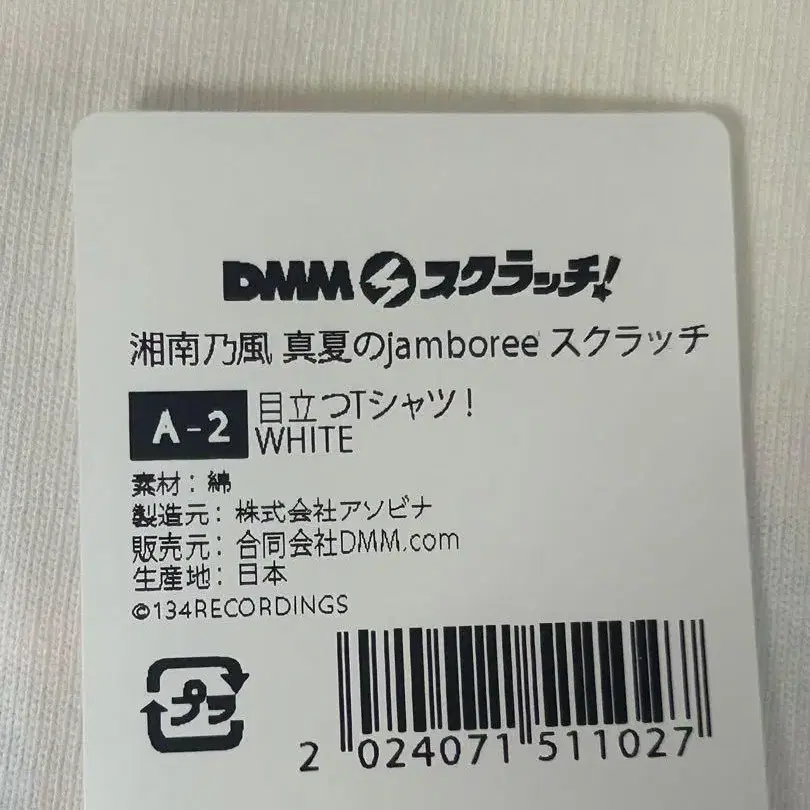 DMM スクラッチ!
湘南乃風 真夏のjamboree スクラッチ
A-2
目立つTシャツ!
WHITE
素材：綿
製造元：株式会社アソビナ
販売元：合同会社DMM.com
生産地：日本
©134RECORDINGS
プラ
2 024071 511027